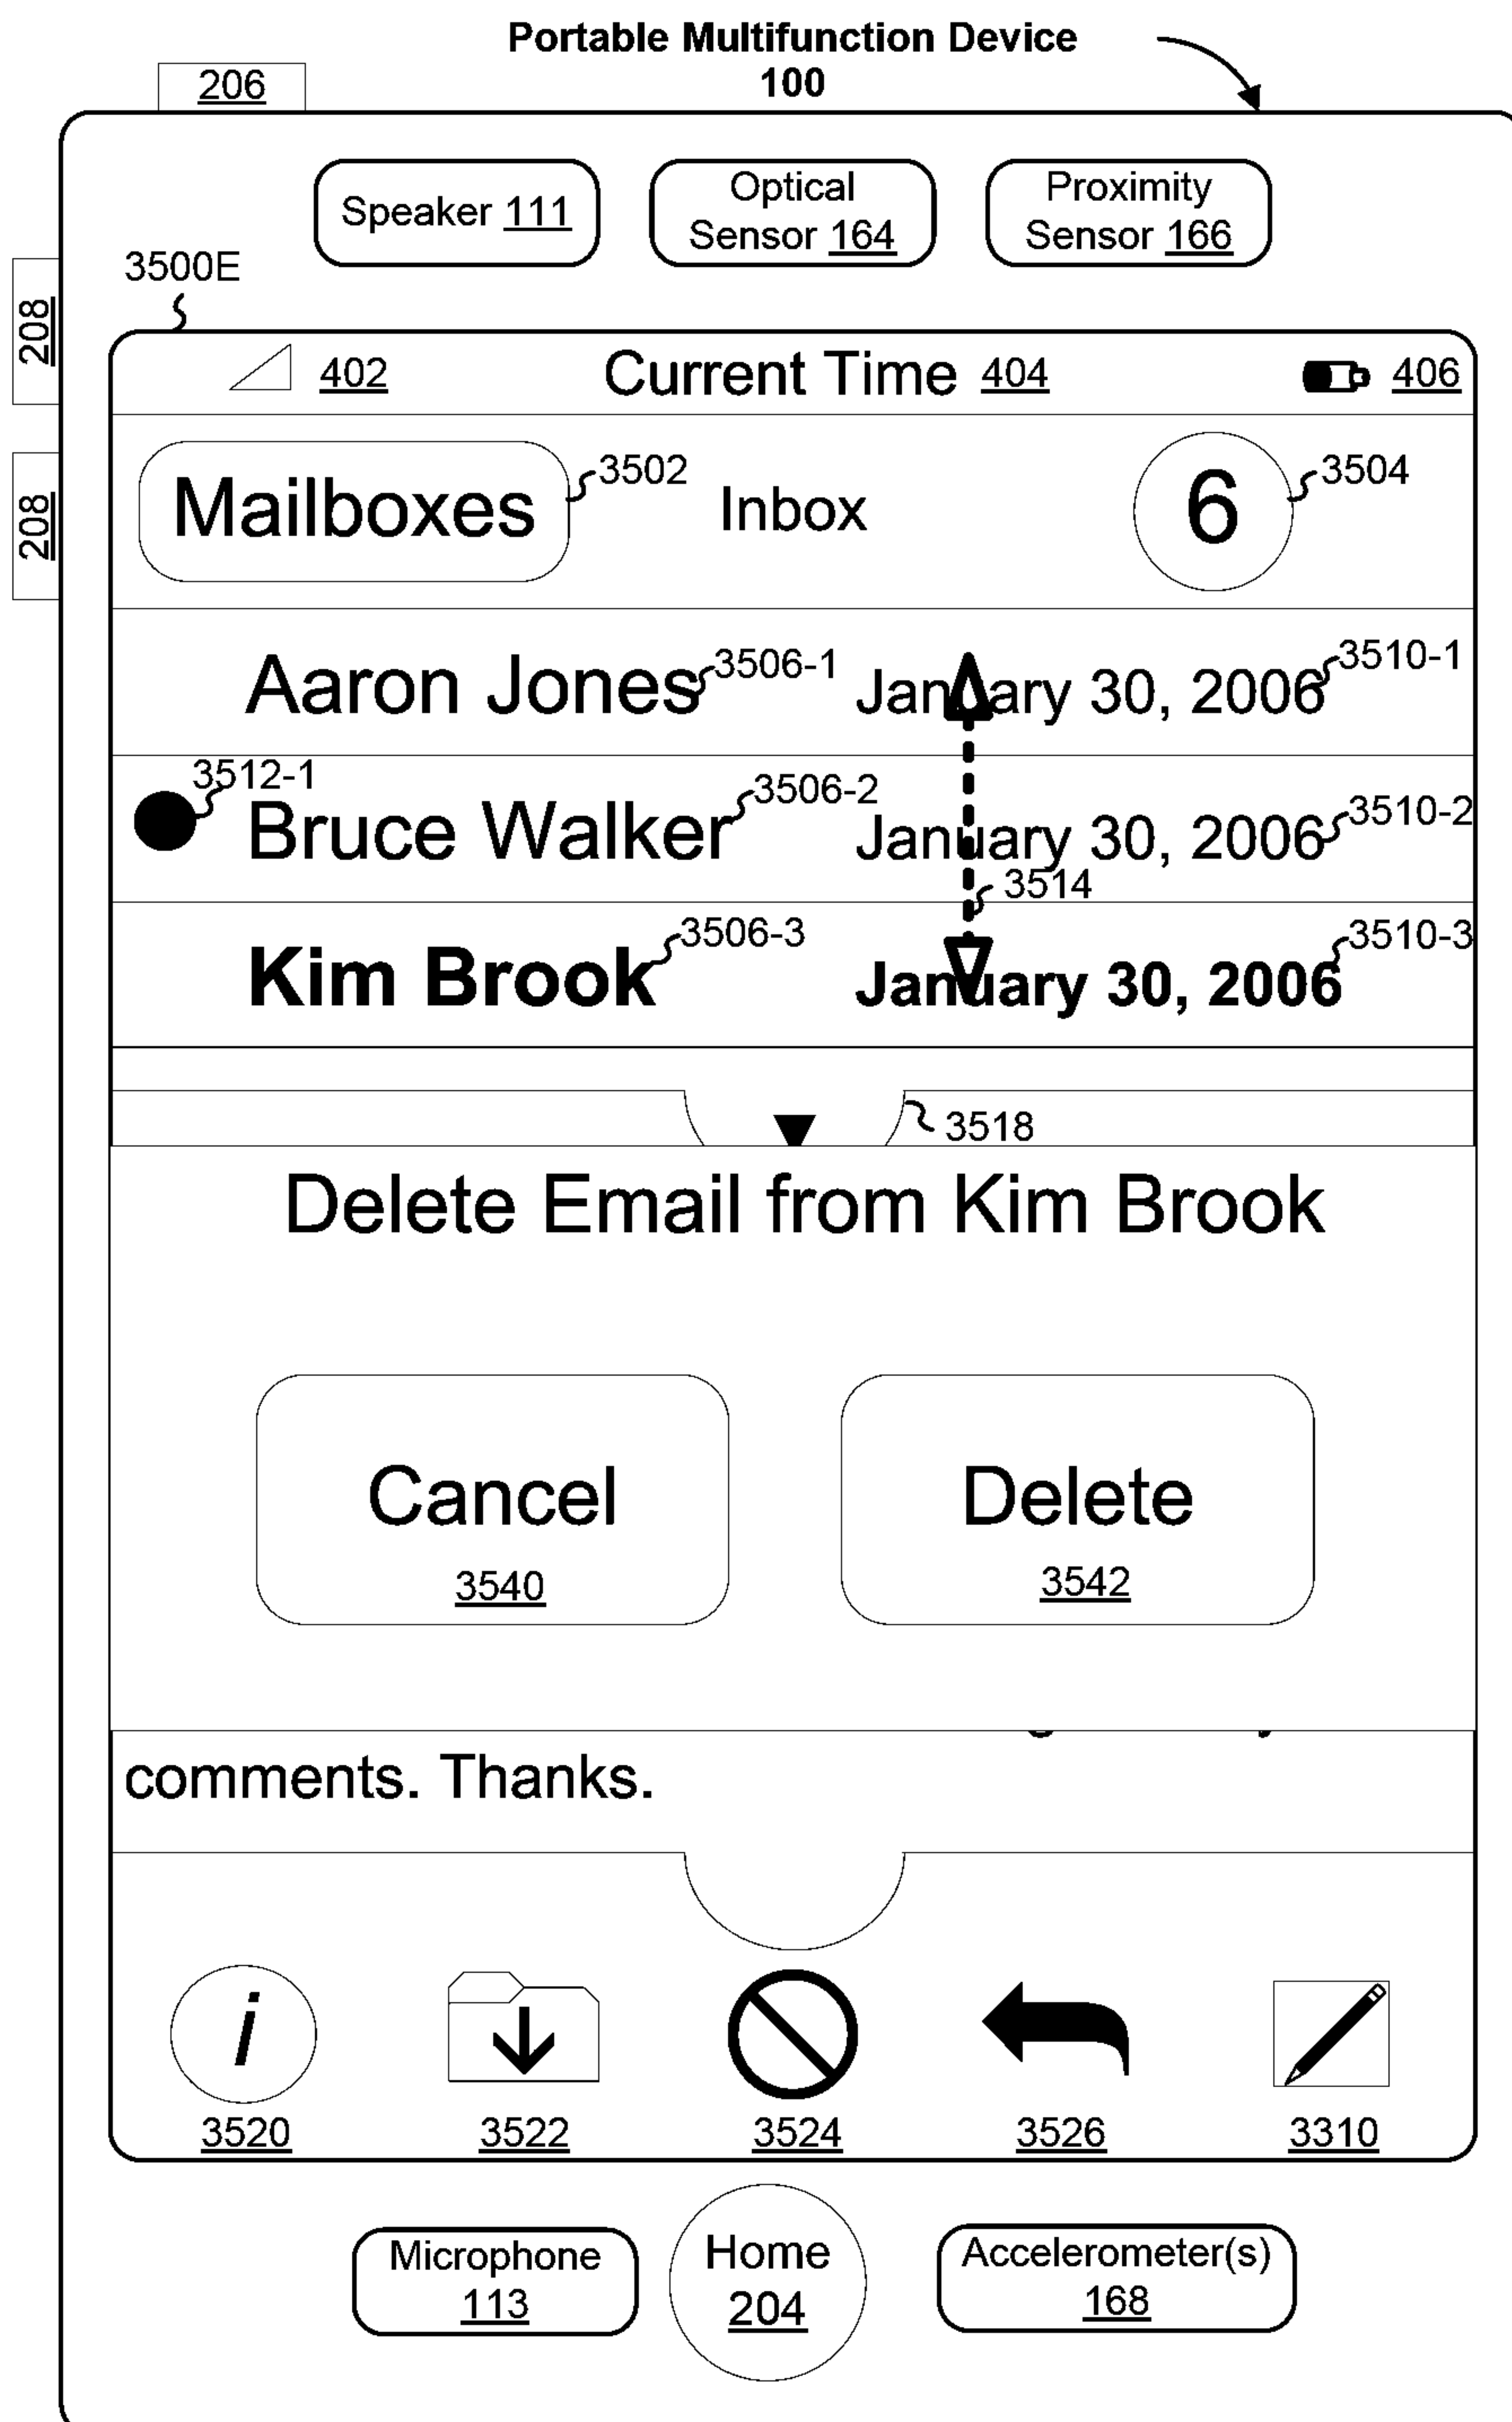 Portable Multifunction Device
100
206
Speaker 111
Optical
Sensor 164
Proximity
Sensor 166
3500E
208
208
402
Current Time 404
406
Mailboxes
3502
Inbox
6
3504
Aaron Jones
3506-1
January 30, 2006
3510-1
3512-1
Bruce Walker
3506-2
January 30, 2006
3510-2
3514
Kim Brook
3506-3
January 30, 2006
3510-3
3518
Delete Email from Kim Brook
Cancel
3540
Delete
3542
comments. Thanks.
i
3520
3522
3524
3526
3310
Microphone
113
Home
204
Accelerometer(s)
168